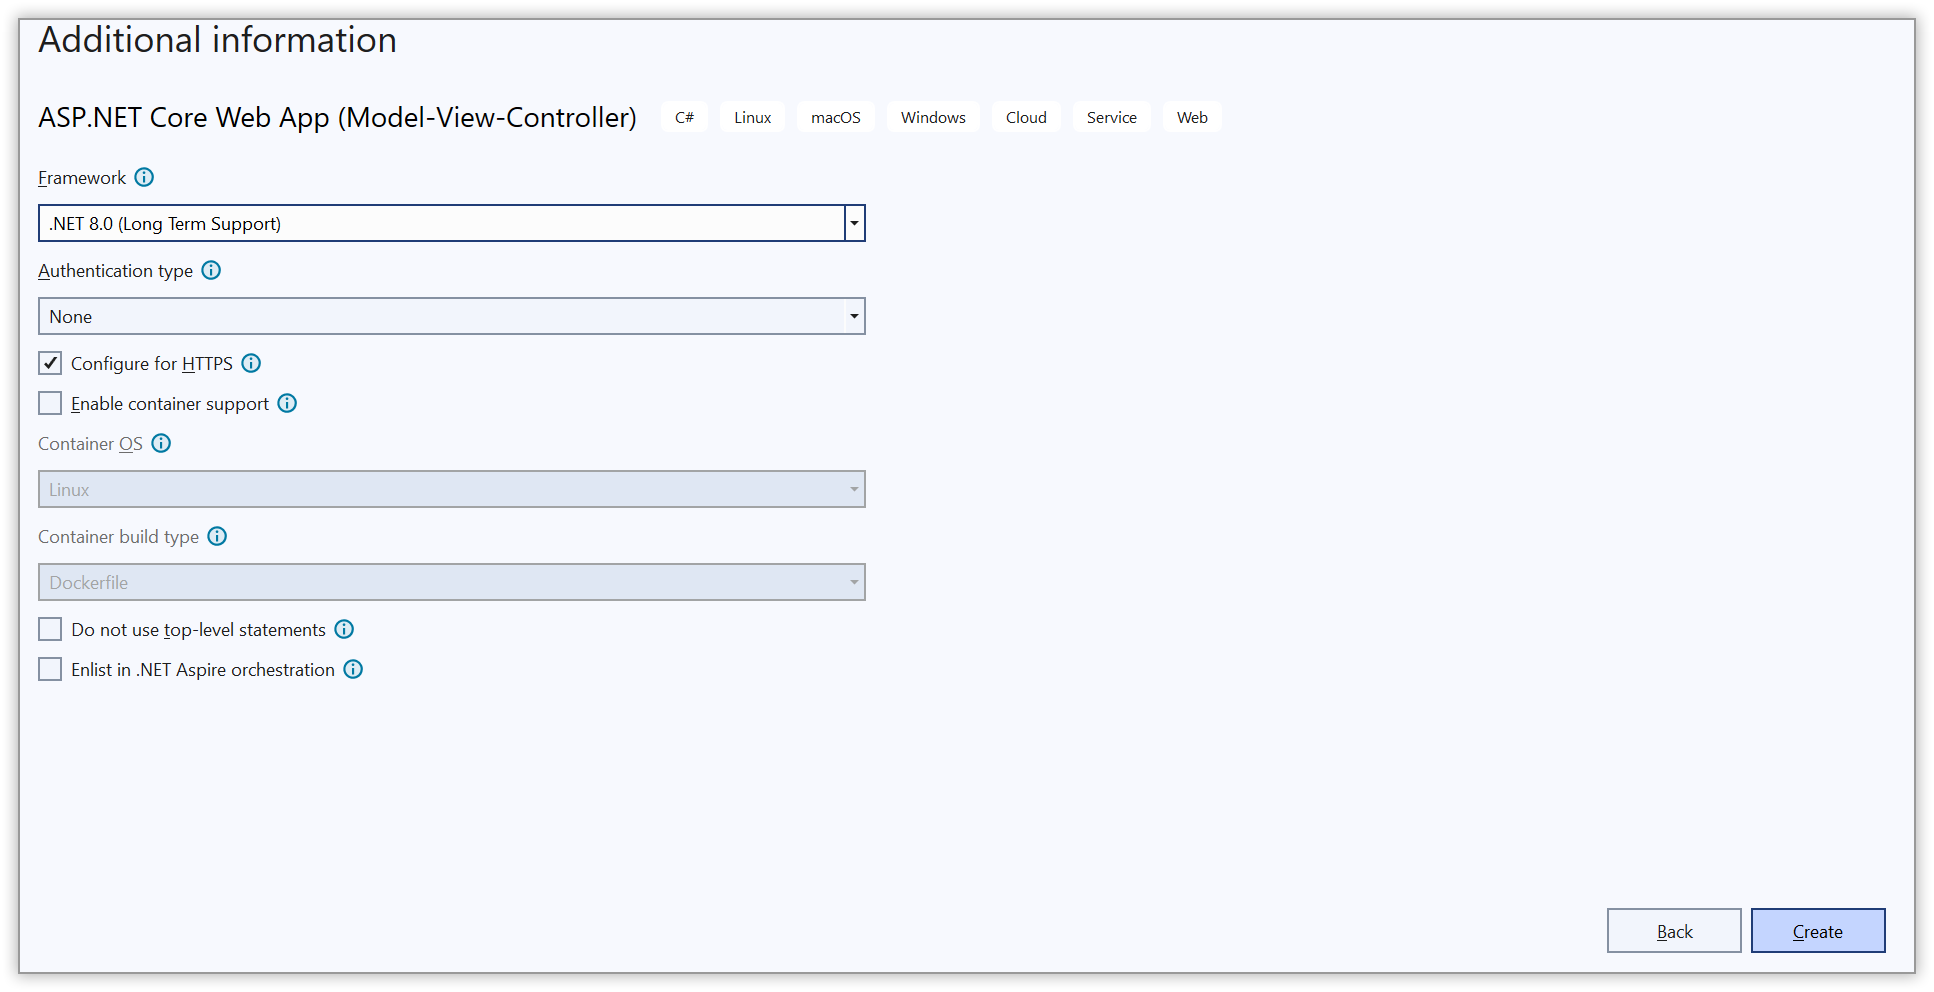 Additional information
ASP.NET Core Web App (Model-View-Controller) C# Linux macOS Windows Cloud Service Web
Framework
.NET 8.0 (Long Term Support)
Authentication type
None
Configure for HTTPS
Enable container support
Container OS
Linux
Container build type
Dockerfile
Do not use top-level statements
Enlist in .NET Aspire orchestration
Back Create